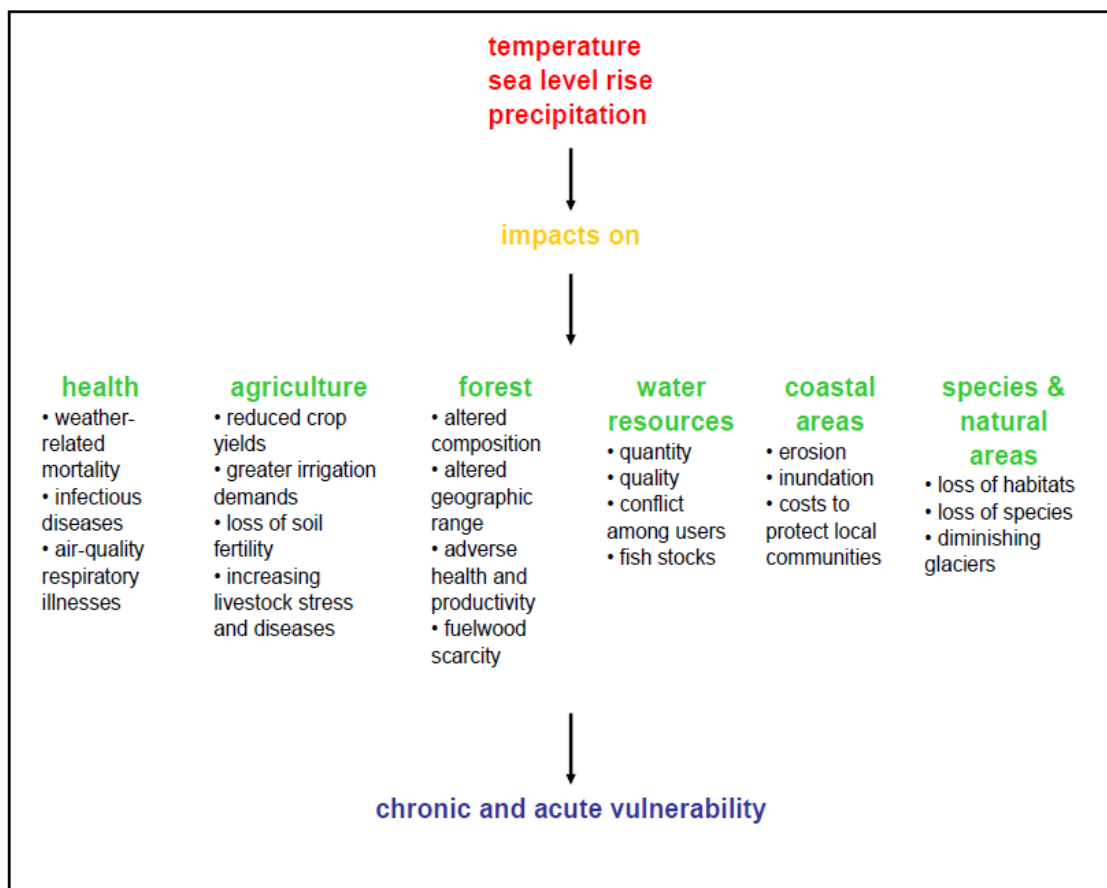 temperature
sea level rise
precipitation
impacts on
health
• weather-
related
mortality
• infectious
diseases
• air-quality
respiratory
illnesses
agriculture
• reduced crop
yields
• greater irrigation
demands
• loss of soil
fertility
• increasing
livestock stress
and diseases
forest
• altered
composition
• altered
geographic
range
• adverse
health and
productivity
• fuelwood
scarcity
water
resources
• quantity
• quality
• conflict
among users
• fish stocks
coastal
areas
• erosion
• inundation
• costs to
protect local
communities
species &
natural
areas
• loss of habitats
• loss of species
• diminishing
glaciers
chronic and acute vulnerability